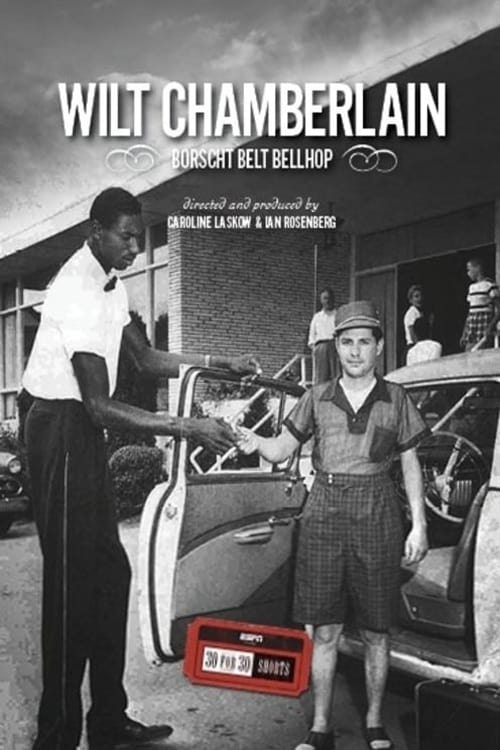 WILT CHAMBERLAIN
BORSCHT BELT BELLHOP
directed and produced by
CAROLINE LASKOW & IAN ROSENBERG
ESPN
30 FOR 30 SHORTS